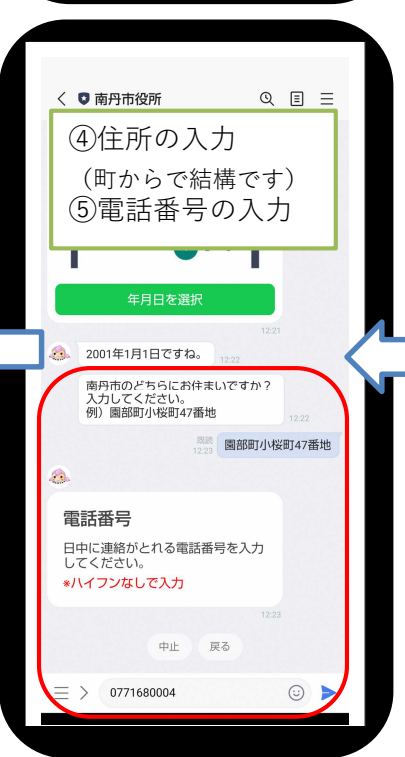 南丹市役所
④住所の入力
（町からで結構です）
⑤電話番号の入力
年月日を選択
12:21
2001年1月1日ですね。
12:22
南丹市のどちらにお住まいですか？
入力してください。
例）園部町小桜町47番地
12:22
既読
12:23
園部町小桜町47番地
電話番号
日中に連絡がとれる電話番号を入力
してください。
*ハイフンなしで入力
12:23
中止 戻る
0771680004